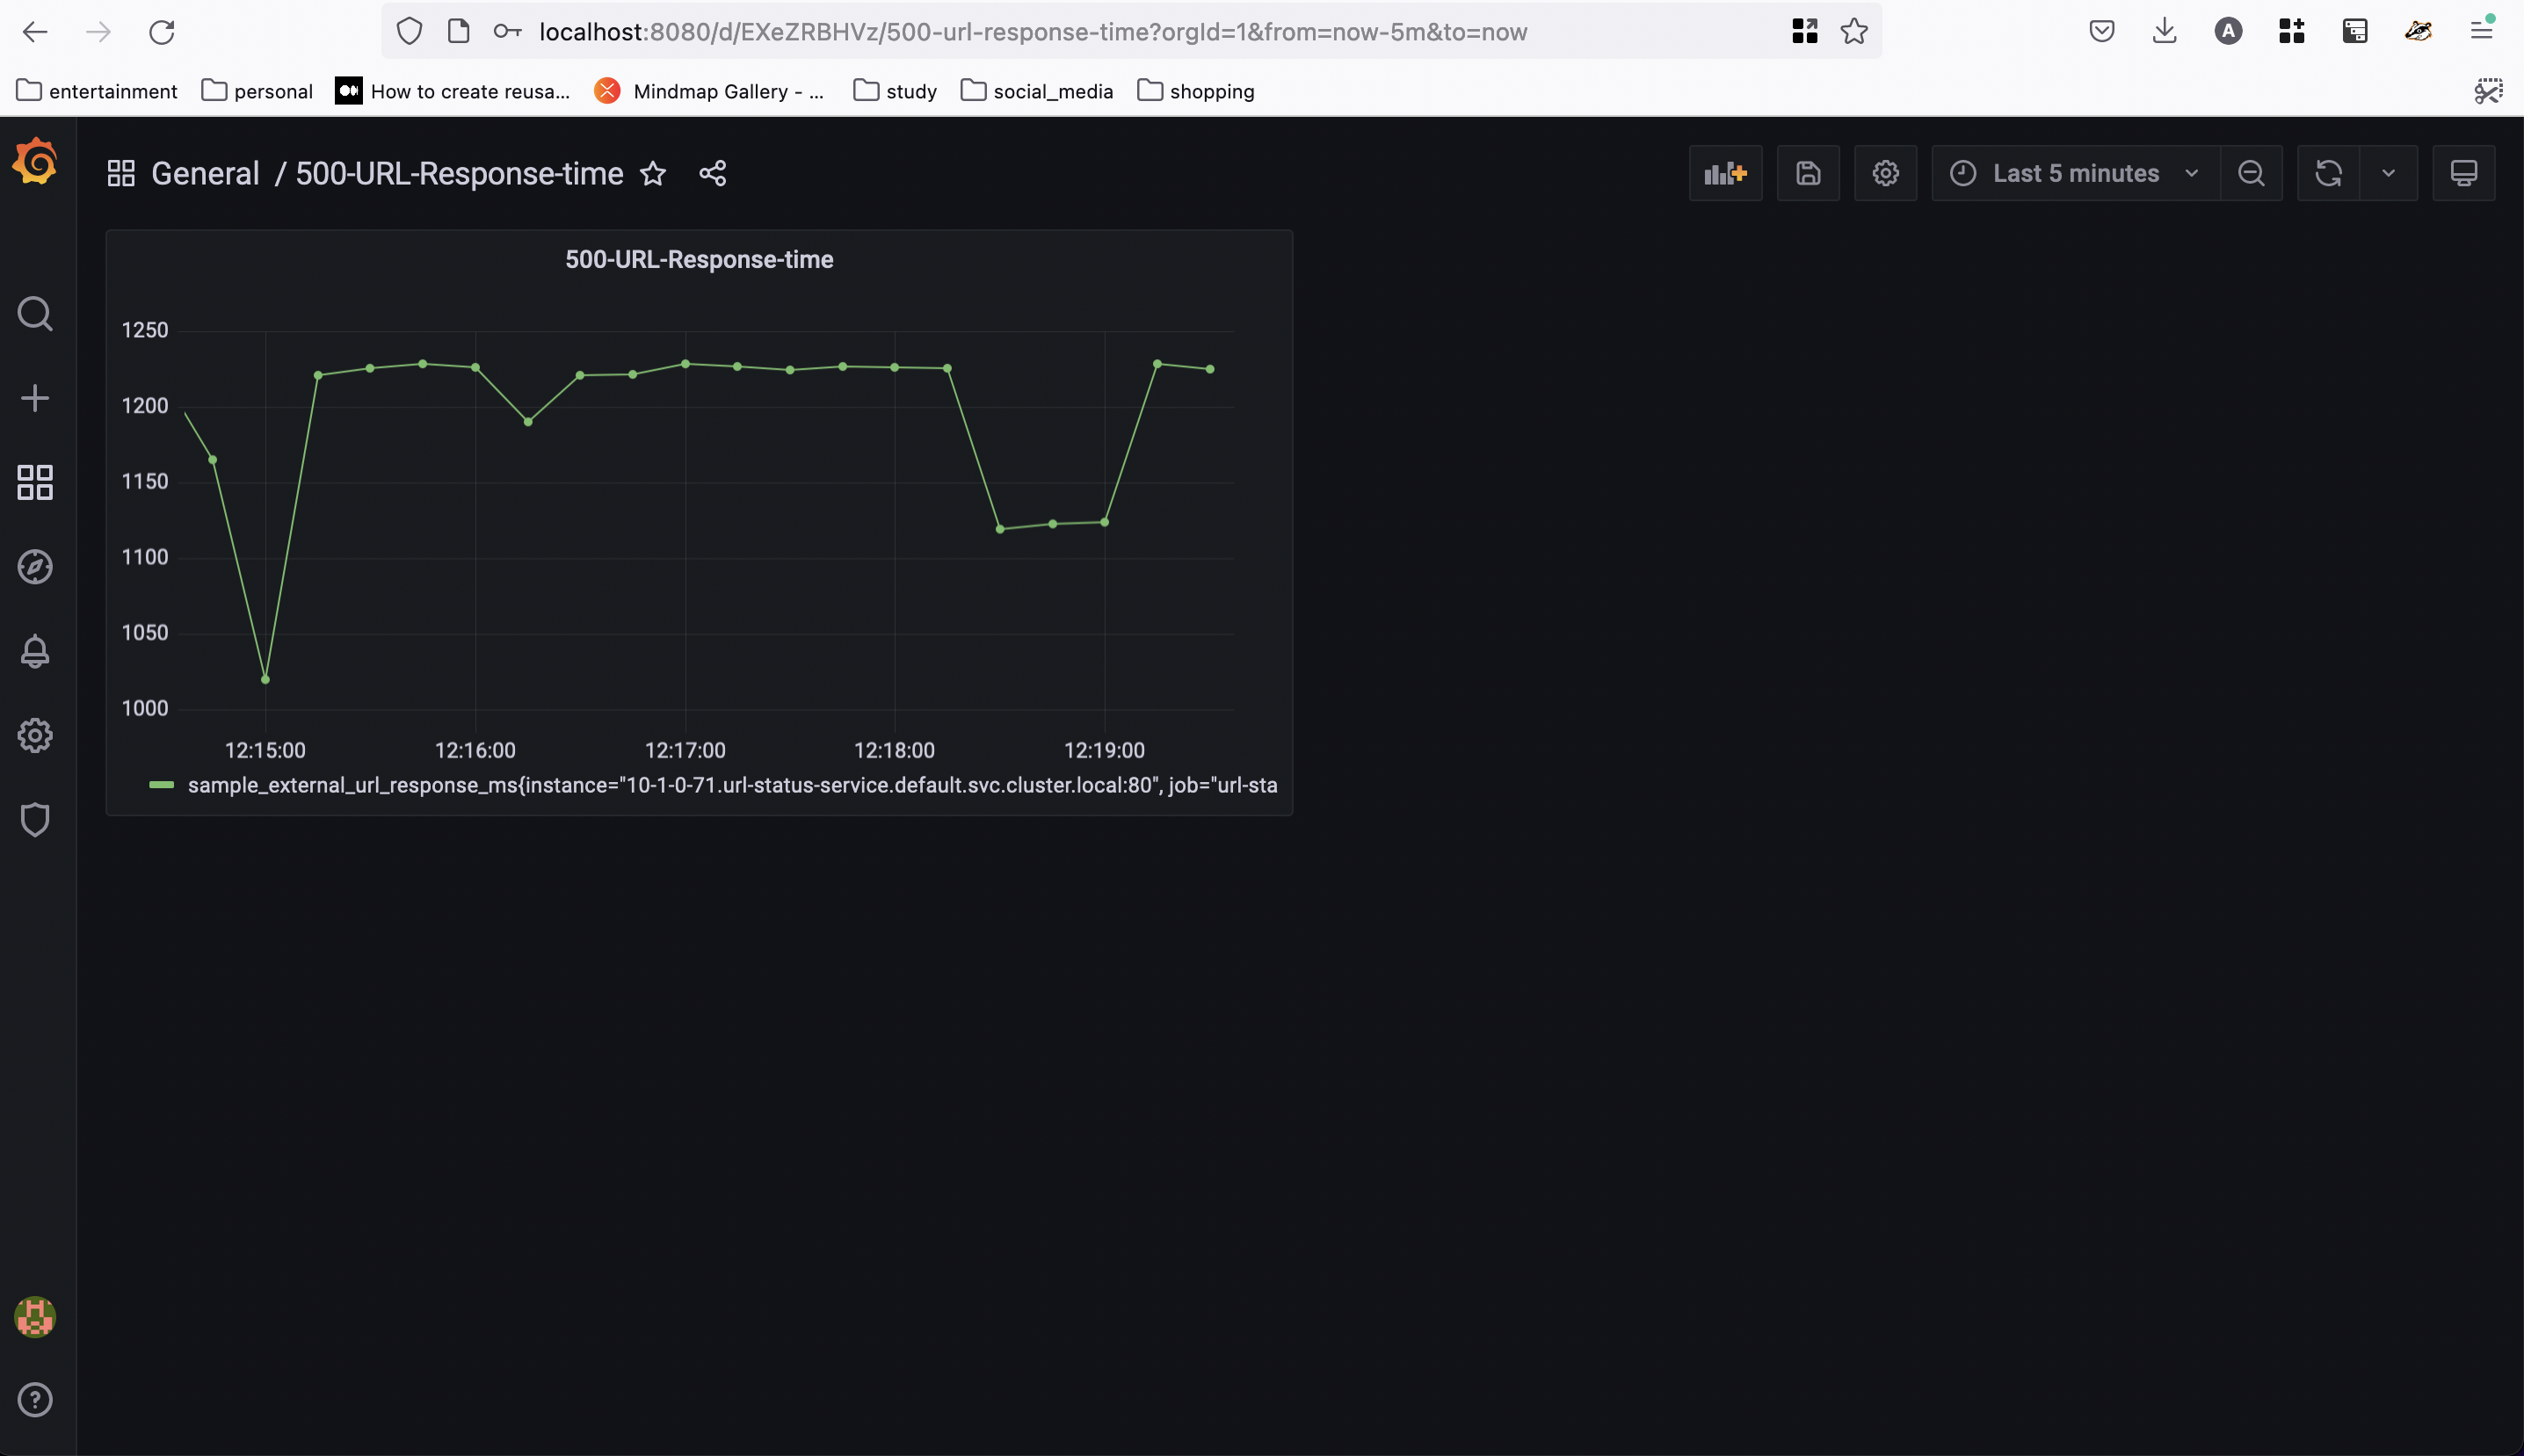 localhost:8080/d/EXeZRBHVz/500-url-response-time?orgId=1&from=now-5m&to=now
A
entertainment personal How to create reusa... Mindmap Gallery - ... study social_media shopping
General / 500-URL-Response-time Last 5 minutes
500-URL-Response-time
1250
1200
1150
1100
1050
1000
12:15:00 12:16:00 12:17:00 12:18:00 12:19:00
sample_external_url_response_ms{instance="10-1-0-71.url-status-service.default.svc.cluster.local:80", job="url-sta